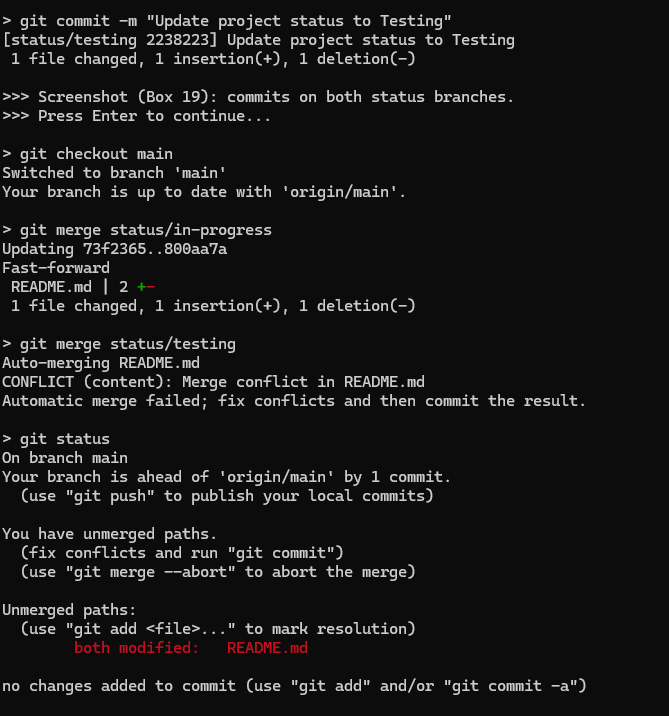 > git commit -m "Update project status to Testing"
[status/testing 2238223] Update project status to Testing
 1 file changed, 1 insertion(+), 1 deletion(-)

>>> Screenshot (Box 19): commits on both status branches.
>>> Press Enter to continue...

> git checkout main
Switched to branch 'main'
Your branch is up to date with 'origin/main'.

> git merge status/in-progress
Updating 73f2365..800aa7a
Fast-forward
 README.md | 2 +-
 1 file changed, 1 insertion(+), 1 deletion(-)

> git merge status/testing
Auto-merging README.md
CONFLICT (content): Merge conflict in README.md
Automatic merge failed; fix conflicts and then commit the result.

> git status
On branch main
Your branch is ahead of 'origin/main' by 1 commit.
  (use "git push" to publish your local commits)

You have unmerged paths.
  (fix conflicts and run "git commit")
  (use "git merge --abort" to abort the merge)

Unmerged paths:
  (use "git add <file>..." to mark resolution)
        both modified:   README.md

no changes added to commit (use "git add" and/or "git commit -a")